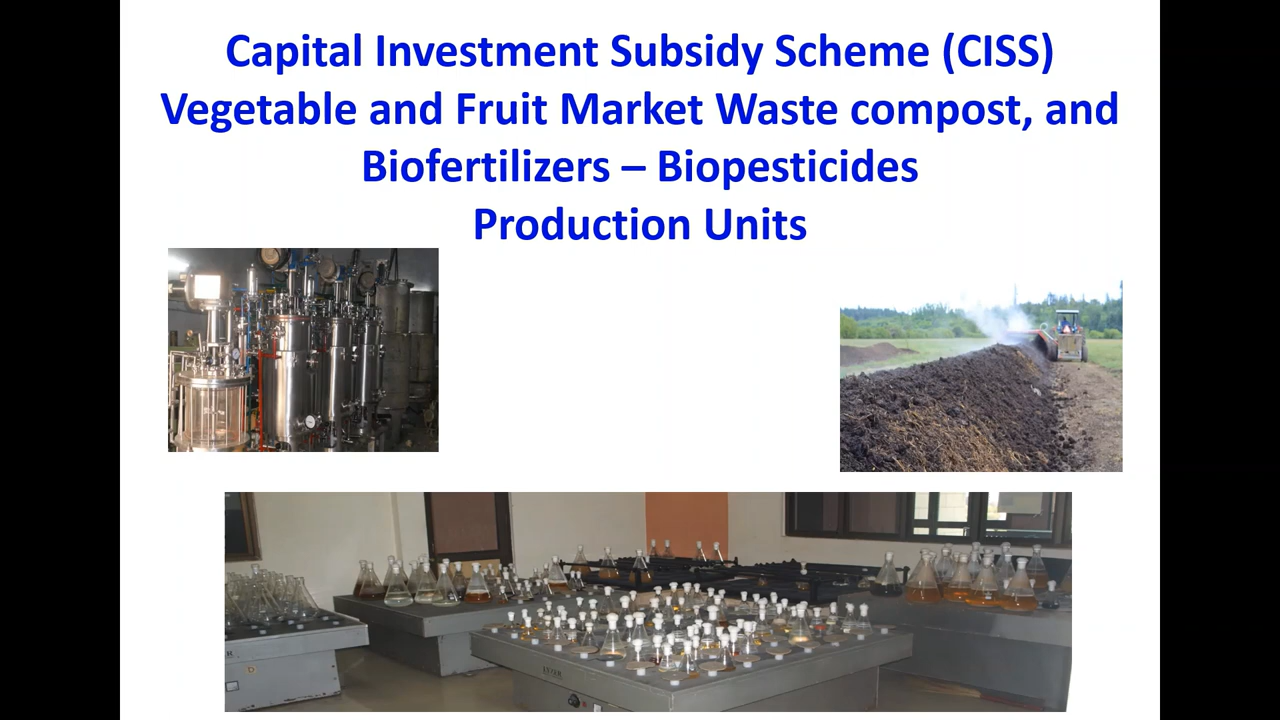 Capital Investment Subsidy Scheme (CISS)
Vegetable and Fruit Market Waste compost, and
Biofertilizers – Biopesticides
Production Units